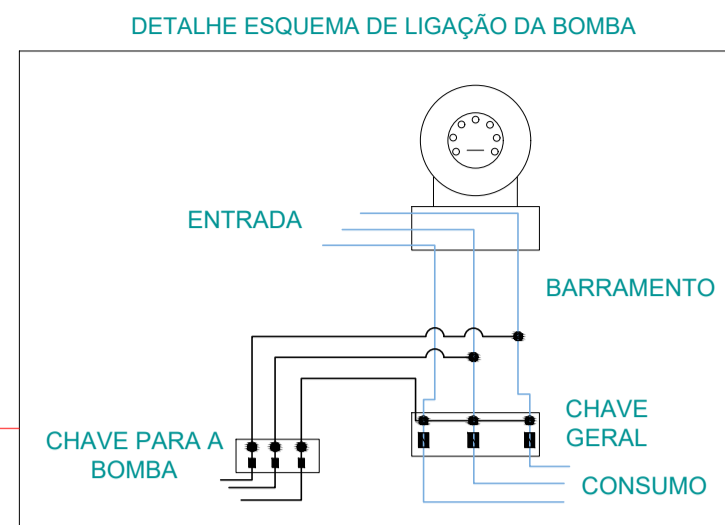 DETALHE ESQUEMA DE LIGAÇÃO DA BOMBA
ENTRADA
BARRAMENTO
CHAVE
GERAL
CHAVE PARA A
BOMBA
CONSUMO